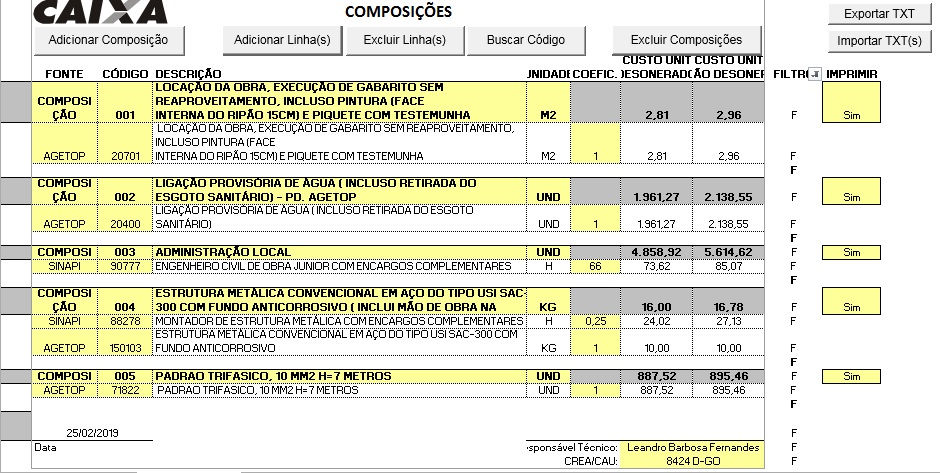 CAIXA
COMPOSIÇÕES
Exportar TXT
Adicionar Composição Adicionar Linha(s) Excluir Linha(s) Buscar Código Excluir Composições Importar TXT(s)
CUSTO UNIT CUSTO UNIT
FONTE CÓDIGO DESCRIÇÃO JNIDADE COEFIC. DESONERADO ÇÃO DESONER FILTRO IMPRIMIR
LOCAÇÃO DA OBRA, EXECUÇÃO DE GABARITO SEM
COMPOSI REAPROVEITAMENTO, INCLUSO PINTURA (FACE
ÇÃO 001 INTERNA DO RIPÃO 15CM) E PIQUETE COM TESTEMUNHA M2 2,81 2,96 F Sim
LOCAÇÃO DA OBRA, EXECUÇÃO DE GABARITO SEM REAPROVEITAMENTO,
INCLUSO PINTURA (FACE
AGETOP 20701 INTERNA DO RIPÃO 15CM) E PIQUETE COM TESTEMUNHA M2 1 2,81 2,96 F
F
COMPOSI LIGAÇÃO PROVISÓRIA DE ÁGUA ( INCLUSO RETIRADA DO
ÇÃO 002 ESGOTO SANITÁRIO) - PD. AGETOP UND 1.961,27 2.138,55 F Sim
LIGAÇÃO PROVISÓRIA DE ÁGUA ( INCLUSO RETIRADA DO ESGOTO
AGETOP 20400 SANITÁRIO) UND 1 1.961,27 2.138,55 F
F
COMPOSI 003 ADMINISTRAÇÃO LOCAL UND 4.858,92 5.614,62 F Sim
SINAPI 90777 ENGENHEIRO CIVIL DE OBRA JUNIOR COM ENCARGOS COMPLEMENTARES H 66 73,62 85,07 F
F
COMPOSI ESTRUTURA METÁLICA CONVENCIONAL EM AÇO DO TIPO USI SAC-
ÇÃO 004 300 COM FUNDO ANTICORROSIVO ( INCLUI MÃO DE OBRA NA KG 16,00 16,78 F Sim
SINAPI 88278 MONTADOR DE ESTRUTURA METÁLICA COM ENCARGOS COMPLEMENTARES H 0,25 24,02 27,13 F
ESTRUTURA METÁLICA CONVENCIONAL EM AÇO DO TIPO USI SAC-300 COM
AGETOP 150103 FUNDO ANTICORROSIVO KG 1 10,00 10,00 F
F
COMPOSI 005 PADRAO TRIFASICO, 10 MM2 H=7 METROS UND 887,52 895,46 F Sim
AGETOP 71822 PADRAO TRIFASICO, 10 MM2 H=7 METROS UND 1 887,52 895,46 F
F
25/02/2019 F
Data esponsável Técnico: Leandro Barbosa Fernandes F
CREA/CAU: 8424 D-GO F